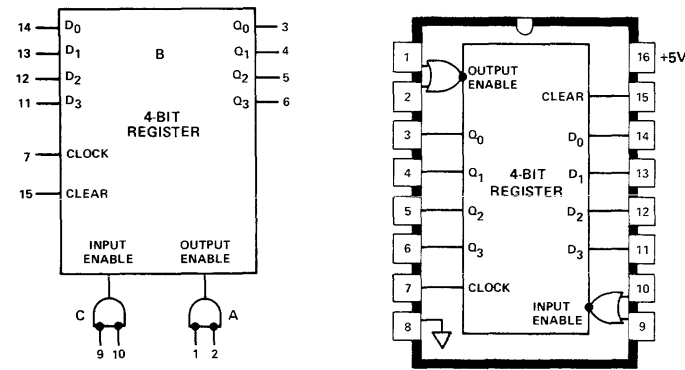 14 D0 Q0 3
13 D1 B Q1 4
12 D2 Q2 5
11 D3 Q3 6
4-BIT
REGISTER
7 CLOCK
15 CLEAR
INPUT
ENABLE
OUTPUT
ENABLE
C
A
9 10
1 2
1
OUTPUT
ENABLE
2
3 Q0
4 Q1
5 Q2
6 Q3
7 CLOCK
8
4-BIT
REGISTER
16 +5V
CLEAR 15
D0 14
D1 13
D2 12
D3 11
10
INPUT
ENABLE
9